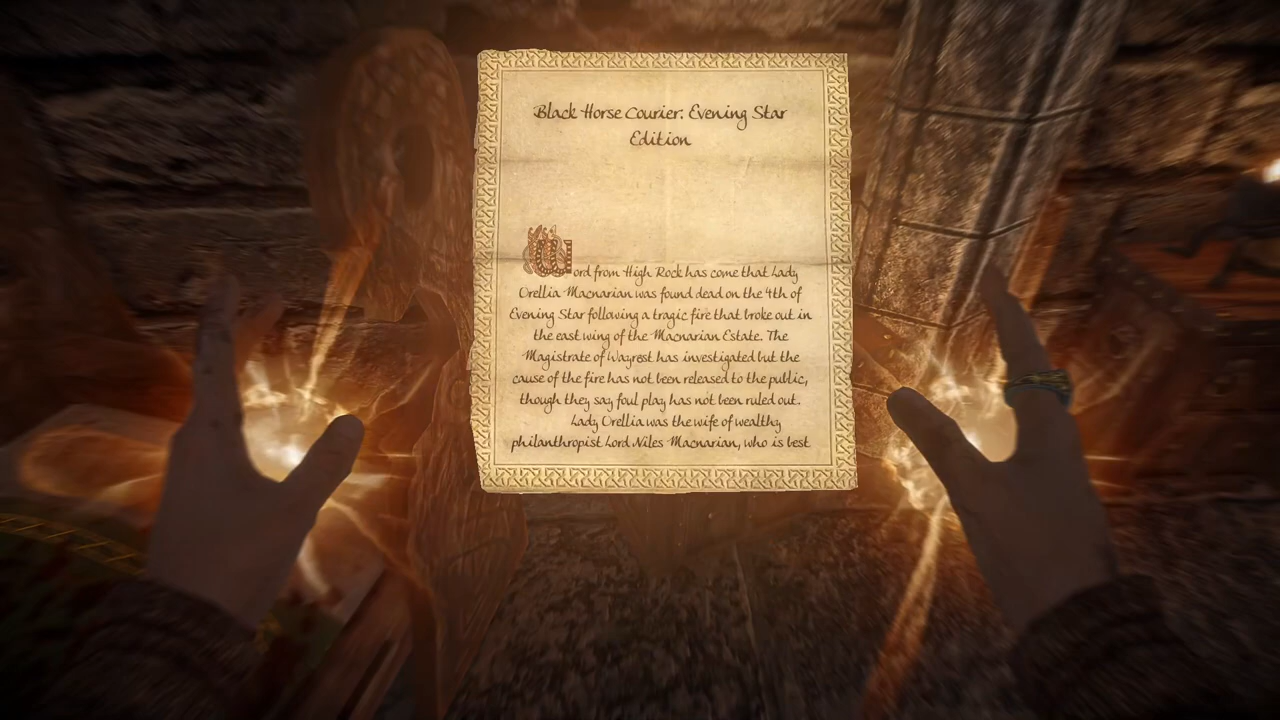 Black Horse Courier: Evening Star
Edition
Word from High Rock has come that Lady
Orellia Macnarian was found dead on the 4th of
Evening Star following a tragic fire that broke out in
the east wing of the Macnarian Estate. The
Magistrate of Wayrest has investigated but the
cause of the fire has not been released to the public,
though they say foul play has not been ruled out.
Lady Orellia was the wife of wealthy
philanthropist Lord Niles Macnarian, who is best